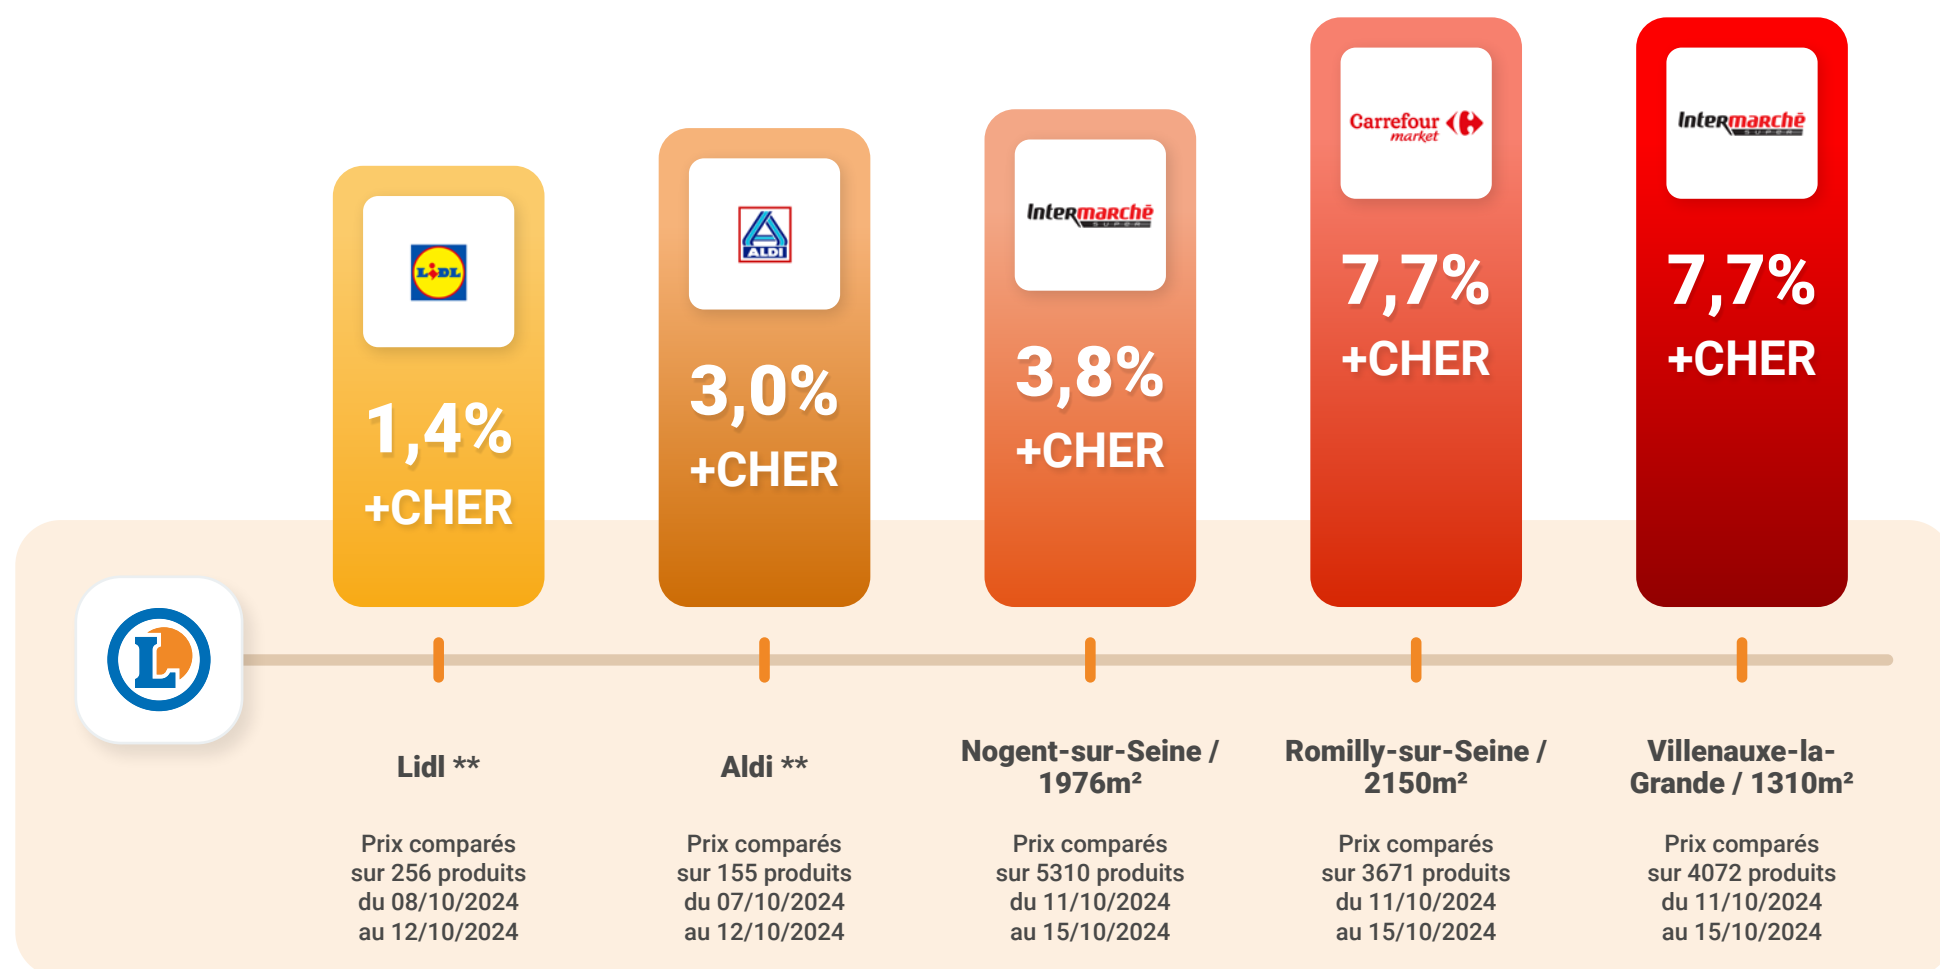 LIDL
1,4%
+CHER
ALDI
3,0%
+CHER
Intermarché
SUPER
3,8%
+CHER
Carrefour
market
7,7%
+CHER
Intermarché
SUPER
7,7%
+CHER
L
Lidl **
Prix comparés
sur 256 produits
du 08/10/2024
au 12/10/2024
Aldi **
Prix comparés
sur 155 produits
du 07/10/2024
au 12/10/2024
Nogent-sur-Seine /
1976m²
Prix comparés
sur 5310 produits
du 11/10/2024
au 15/10/2024
Romilly-sur-Seine /
2150m²
Prix comparés
sur 3671 produits
du 11/10/2024
au 15/10/2024
Villenauxe-la-
Grande / 1310m²
Prix comparés
sur 4072 produits
du 11/10/2024
au 15/10/2024